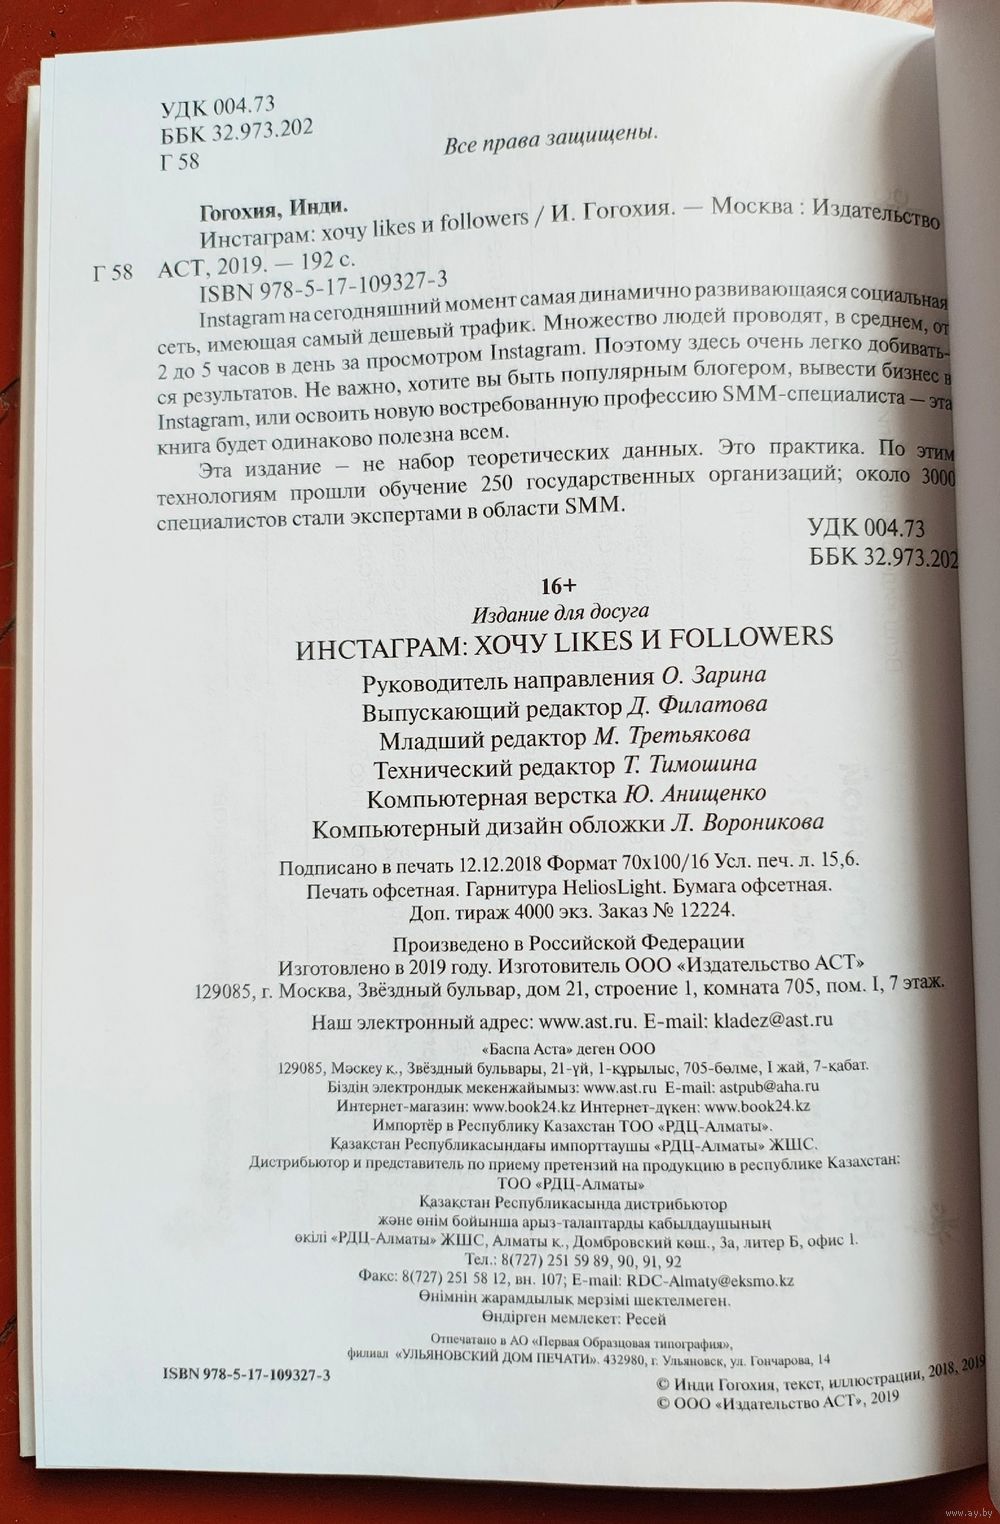 УДК 004.73
ББК 32.973.202
Г 58
Все права защищены.
Гогохия, Инди.
Инстаграм: хочу likes и followers / И. Гогохия. — Москва : Издательство
Г 58 АСТ, 2019. — 192 с.
ISBN 978-5-17-109327-3
Instagram на сегодняшний момент самая динамично развивающаяся социальная
сеть, имеющая самый дешевый трафик. Множество людей проводят, в среднем, от
2 до 5 часов в день за просмотром Instagram. Поэтому здесь очень легко добивать-
ся результатов. Не важно, хотите вы быть популярным блогером, вывести бизнес в
Instagram, или освоить новую востребованную профессию SMM-специалиста — эта
книга будет одинаково полезна всем.
Эта издание – не набор теоретических данных. Это практика. По этим
технологиям прошли обучение 250 государственных организаций; около 3000
специалистов стали экспертами в области SMM.
УДК 004.73
ББК 32.973.202
16+
Издание для досуга
ИНСТАГРАМ: ХОЧУ LIKES И FOLLOWERS
Руководитель направления О. Зарина
Выпускающий редактор Д. Филатова
Младший редактор М. Третьякова
Технический редактор Т. Тимошина
Компьютерная верстка Ю. Анищенко
Компьютерный дизайн обложки Л. Вороникова
Подписано в печать 12.12.2018 Формат 70x100/16 Усл. печ. л. 15,6.
Печать офсетная. Гарнитура HeliosLight. Бумага офсетная.
Доп. тираж 4000 экз. Заказ № 12224.
Произведено в Российской Федерации
Изготовлено в 2019 году. Изготовитель ООО «Издательство АСТ»
129085, г. Москва, Звёздный бульвар, дом 21, строение 1, комната 705, пом. I, 7 этаж.
Наш электронный адрес: www.ast.ru. E-mail: kladez@ast.ru
«Баспа Аста» деген ООО
129085, Мәскеу қ., Звёздный бульвары, 21-үй, 1-құрылыс, 705-бөлме, I жай, 7-қабат.
Біздің электрондық мекенжайымыз: www.ast.ru E-mail: astpub@aha.ru
Интернет-магазин: www.book24.kz Интернет-дүкен: www.book24.kz
Импортёр в Республику Казахстан ТОО «РДЦ-Алматы».
Қазақстан Республикасындағы импорттаушы «РДЦ-Алматы» ЖШС.
Дистрибьютор и представитель по приему претензий на продукцию в республике Казахстан:
ТОО «РДЦ-Алматы»
Қазақстан Республикасында дистрибьютор
және өнім бойынша арыз-талаптарды қабылдаушының
өкілі «РДЦ-Алматы» ЖШС, Алматы қ., Домбровский көш., 3а, литер Б, офис 1.
Тел.: 8(727) 251 59 89, 90, 91, 92
Факс: 8(727) 251 58 12, вн. 107; E-mail: RDC-Almaty@eksmo.kz
Өнімнің жарамдылық мерзімі шектелмеген.
Өндірген мемлекет: Ресей
Отпечатано в АО «Первая Образцовая типография»,
филиал «УЛЬЯНОВСКИЙ ДОМ ПЕЧАТИ». 432980, г. Ульяновск, ул. Гончарова, 14
ISBN 978-5-17-109327-3
© Инди Гогохия, текст, иллюстрации, 2018, 2019
© ООО «Издательство АСТ», 2019
www.ay.by